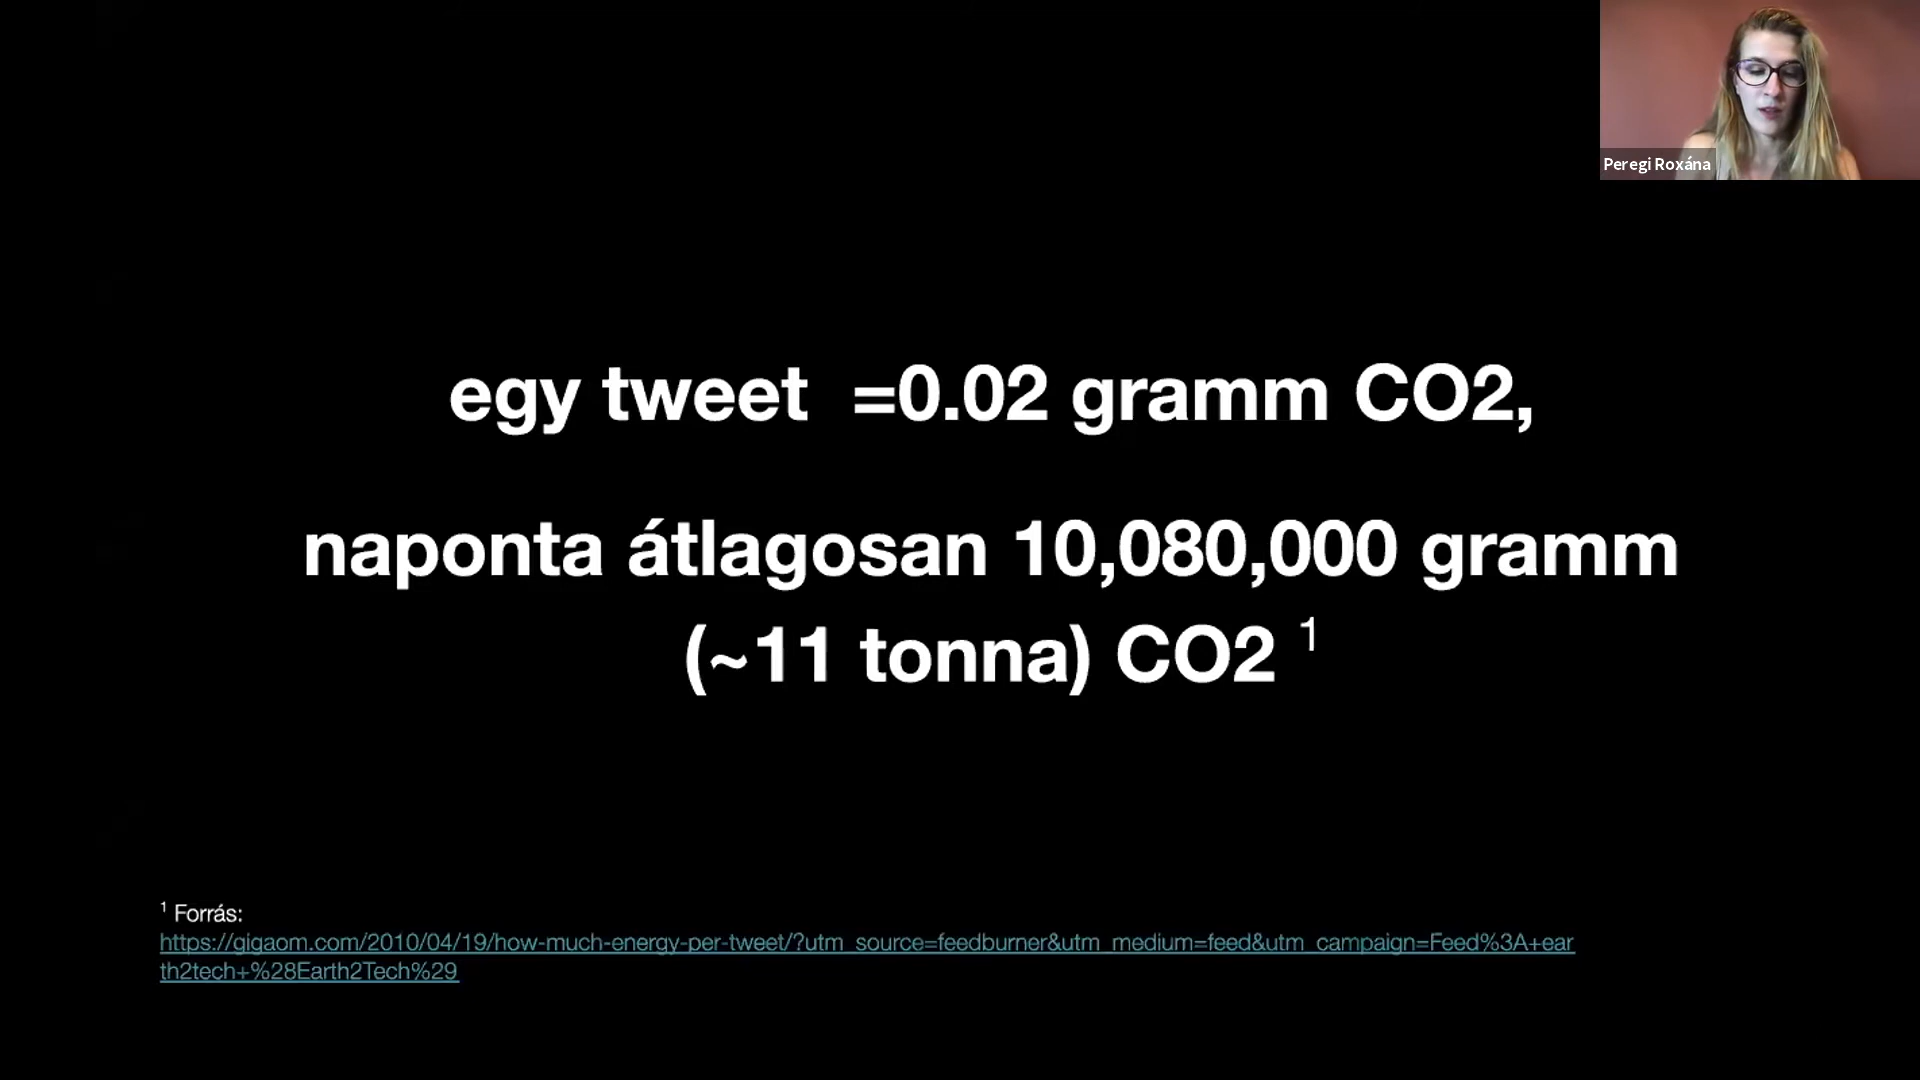 Peregi Roxána
egy tweet  =0.02 gramm CO2,
naponta átlagosan 10,080,000 gramm
(~11 tonna) CO2 ¹
¹ Forrás:
https://gigaom.com/2010/04/19/how-much-energy-per-tweet/?utm_source=feedburner&utm_medium=feed&utm_campaign=Feed%3A+ear
th2tech+%28Earth2Tech%29